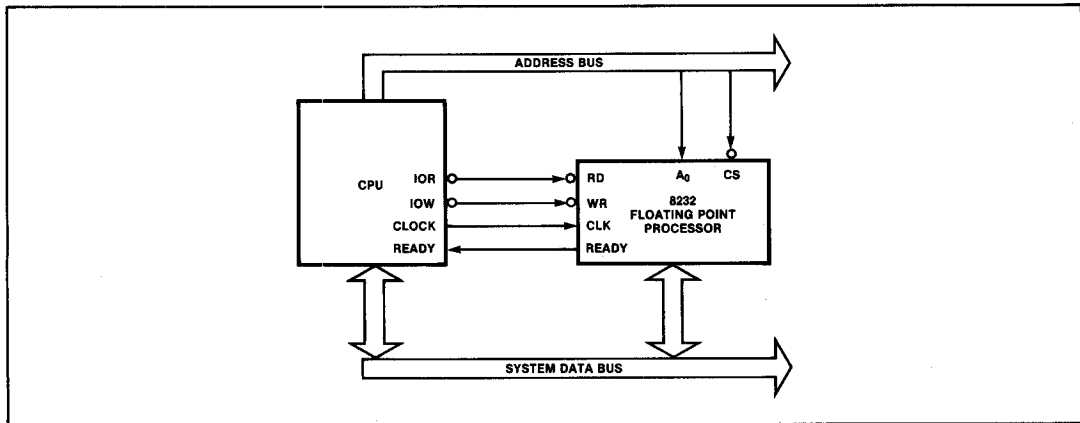 ADDRESS BUS
CPU
IOR
IOW
CLOCK
READY
RD
WR
CLK
READY
A0
CS
8232
FLOATING POINT
PROCESSOR
SYSTEM DATA BUS